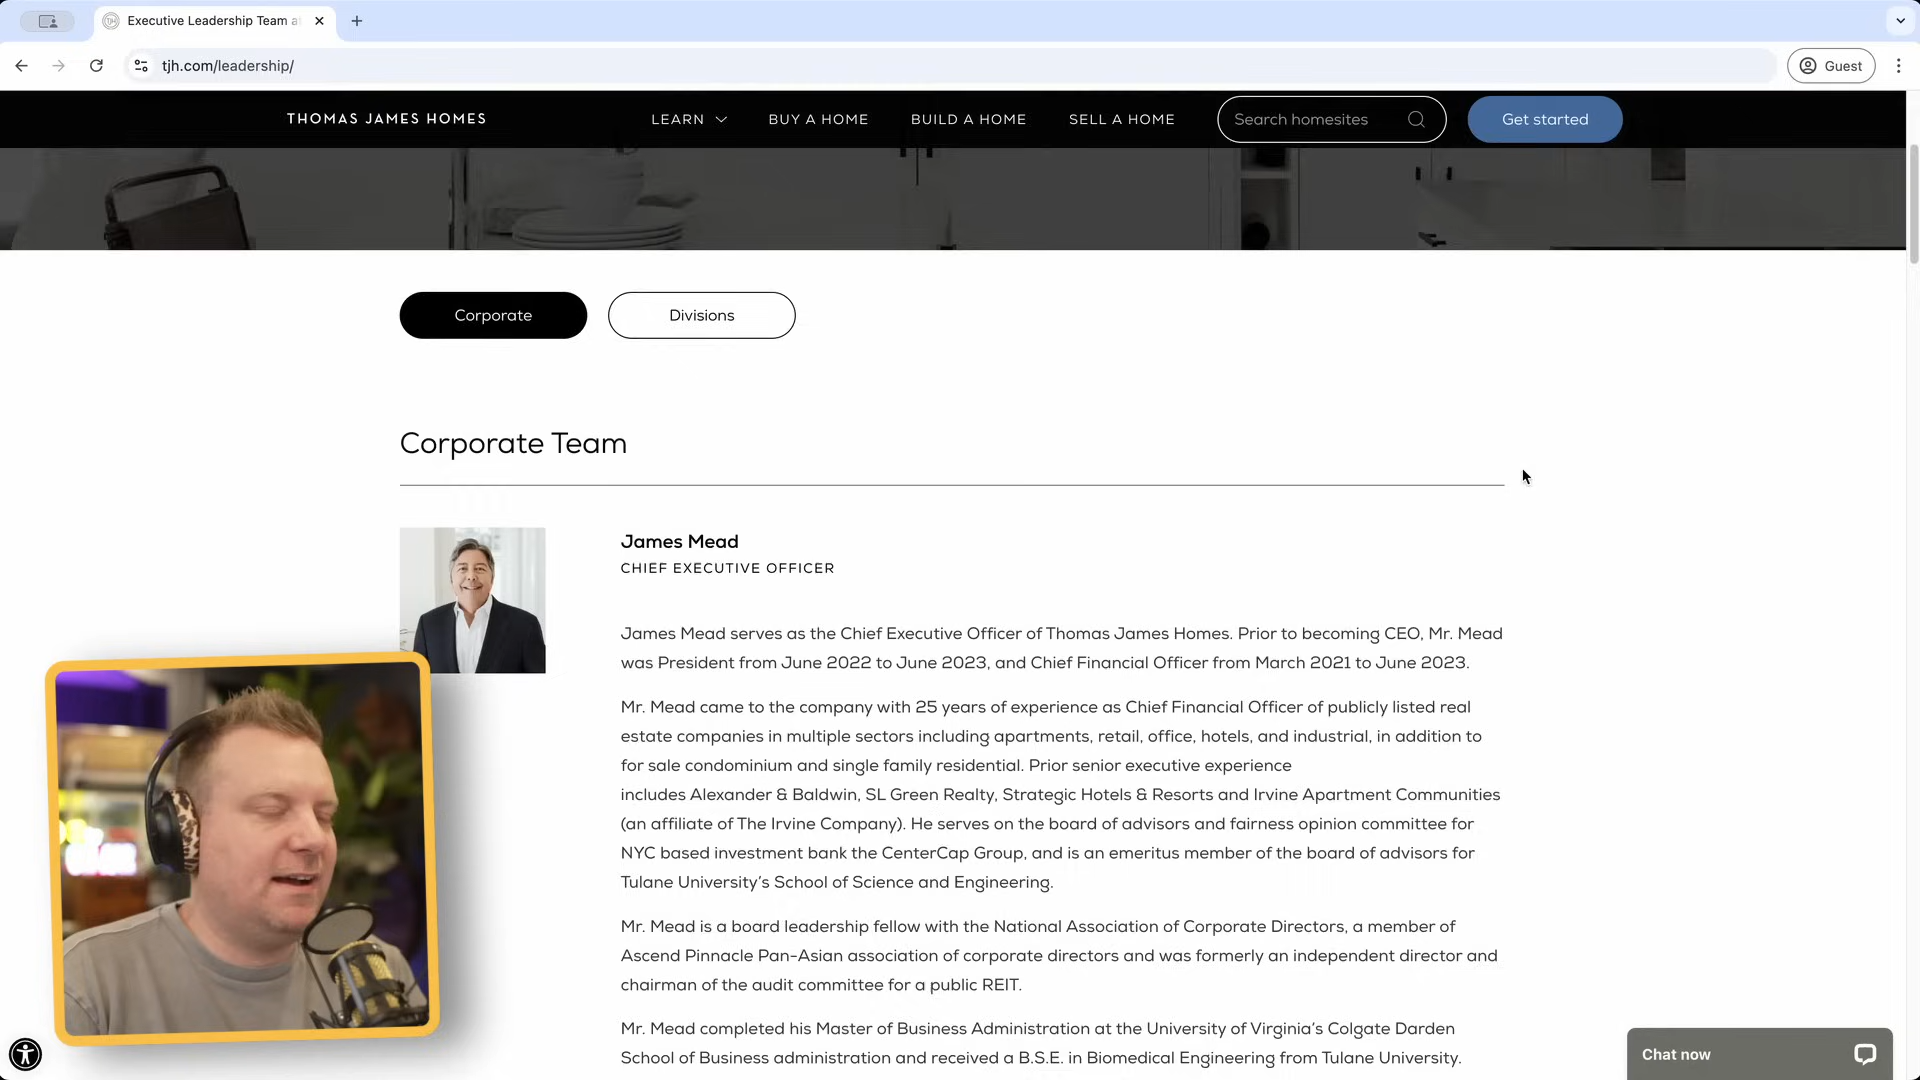 Executive Leadership Team a
tjh.com/leadership/
Guest
THOMAS JAMES HOMES
LEARN
BUY A HOME
BUILD A HOME
SELL A HOME
Search homesites
Get started
Corporate
Divisions
Corporate Team
James Mead
CHIEF EXECUTIVE OFFICER
James Mead serves as the Chief Executive Officer of Thomas James Homes. Prior to becoming CEO, Mr. Mead
was President from June 2022 to June 2023, and Chief Financial Officer from March 2021 to June 2023.
Mr. Mead came to the company with 25 years of experience as Chief Financial Officer of publicly listed real
estate companies in multiple sectors including apartments, retail, office, hotels, and industrial, in addition to
for sale condominium and single family residential. Prior senior executive experience
includes Alexander & Baldwin, SL Green Realty, Strategic Hotels & Resorts and Irvine Apartment Communities
(an affiliate of The Irvine Company). He serves on the board of advisors and fairness opinion committee for
NYC based investment bank the CenterCap Group, and is an emeritus member of the board of advisors for
Tulane University's School of Science and Engineering.
Mr. Mead is a board leadership fellow with the National Association of Corporate Directors, a member of
Ascend Pinnacle Pan-Asian association of corporate directors and was formerly an independent director and
chairman of the audit committee for a public REIT.
Mr. Mead completed his Master of Business Administration at the University of Virginia's Colgate Darden
School of Business administration and received a B.S.E. in Biomedical Engineering from Tulane University.
Chat now